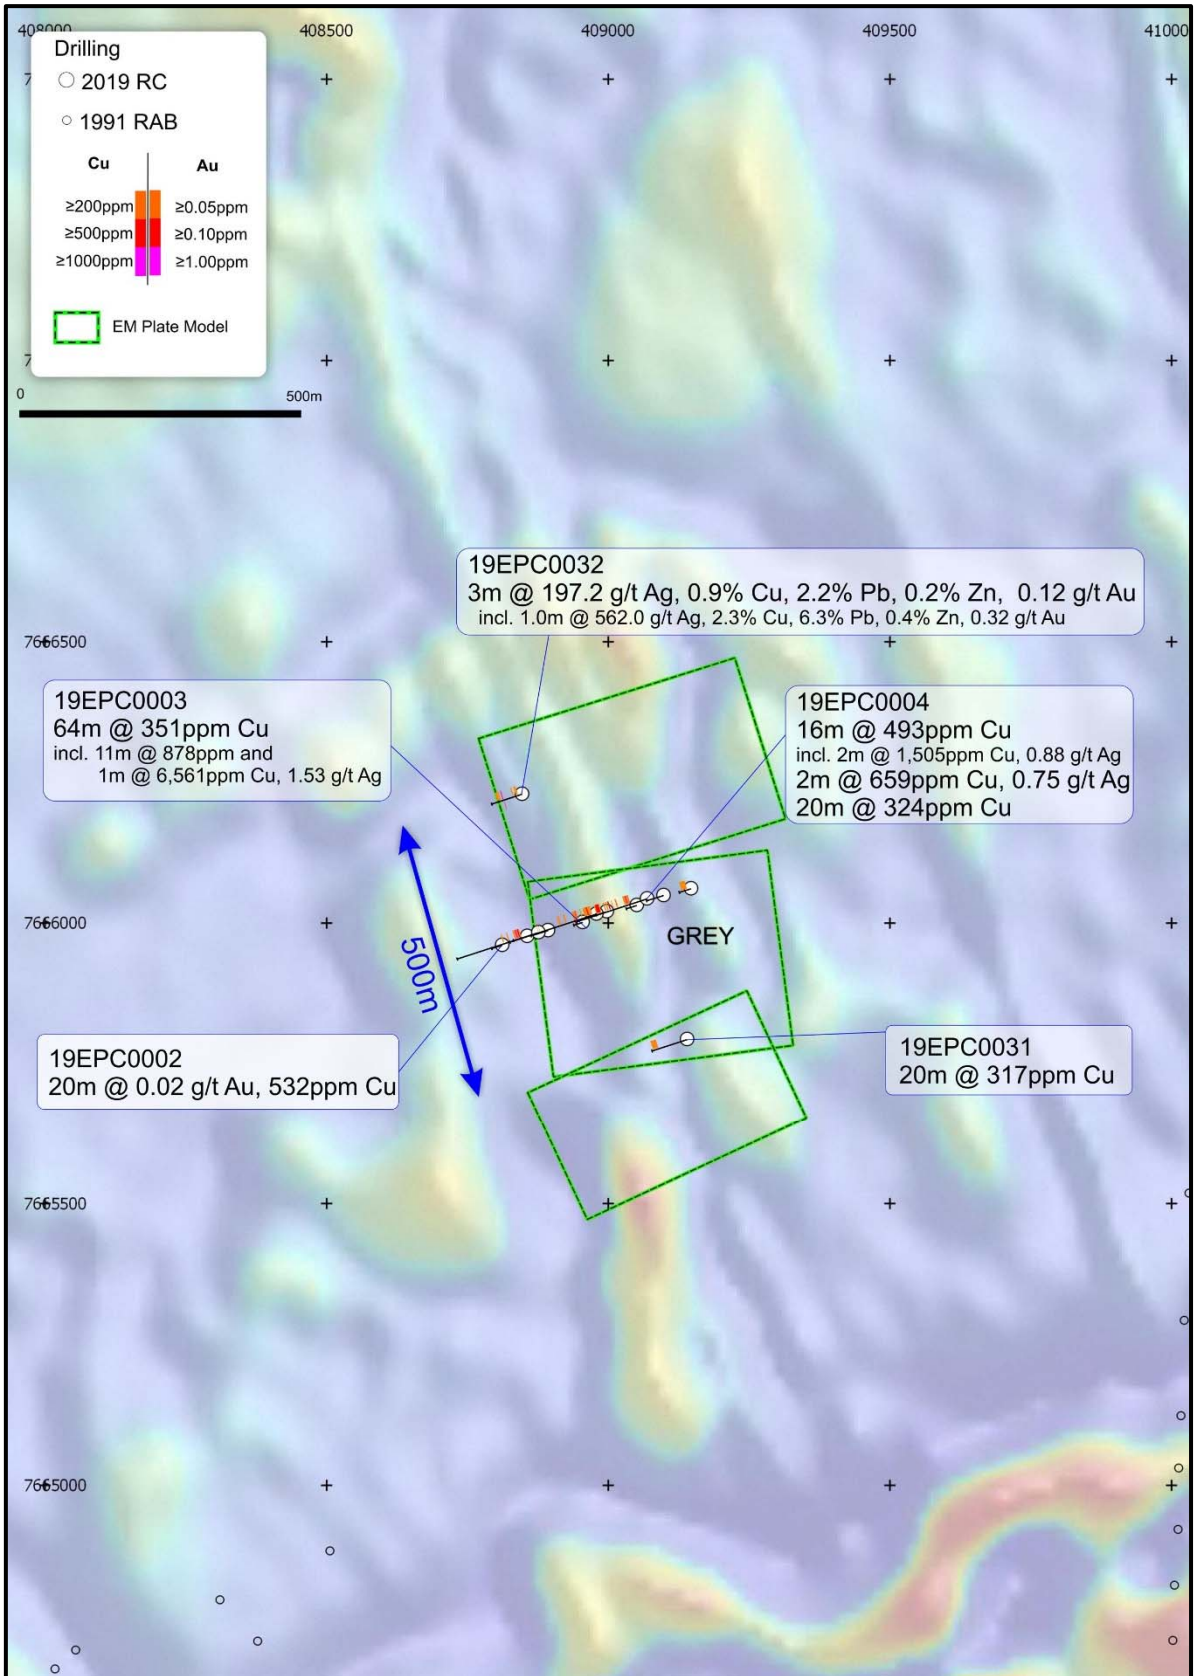 408000 408500 409000 409500 41000
Drilling
2019 RC
1991 RAB
Cu Au
≥200ppm ≥0.05ppm
≥500ppm ≥0.10ppm
≥1000ppm ≥1.00ppm
EM Plate Model
0 500m
19EPC0032
3m @ 197.2 g/t Ag, 0.9% Cu, 2.2% Pb, 0.2% Zn, 0.12 g/t Au
incl. 1.0m @ 562.0 g/t Ag, 2.3% Cu, 6.3% Pb, 0.4% Zn, 0.32 g/t Au
7666500
19EPC0003
64m @ 351ppm Cu
incl. 11m @ 878ppm and
1m @ 6,561ppm Cu, 1.53 g/t Ag
19EPC0004
16m @ 493ppm Cu
incl. 2m @ 1,505ppm Cu, 0.88 g/t Ag
2m @ 659ppm Cu, 0.75 g/t Ag
20m @ 324ppm Cu
7666000
GREY
500m
19EPC0002
20m @ 0.02 g/t Au, 532ppm Cu
19EPC0031
20m @ 317ppm Cu
7665500
7665000